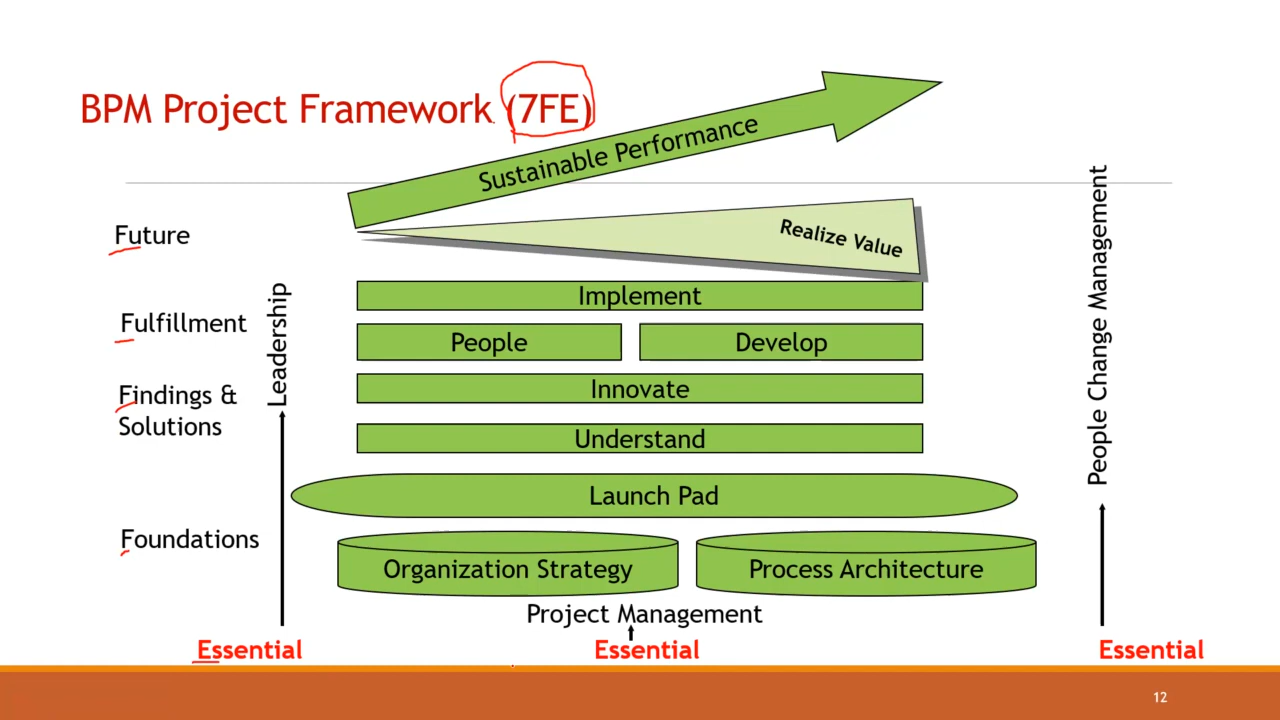 BPM Project Framework (7FE)
Sustainable Performance
Future
Realize Value
Implement
Fulfillment
People
Develop
Leadership
People Change Management
Findings &
Solutions
Innovate
Understand
Launch Pad
Foundations
Organization Strategy
Process Architecture
Project Management
Essential
Essential
Essential
12